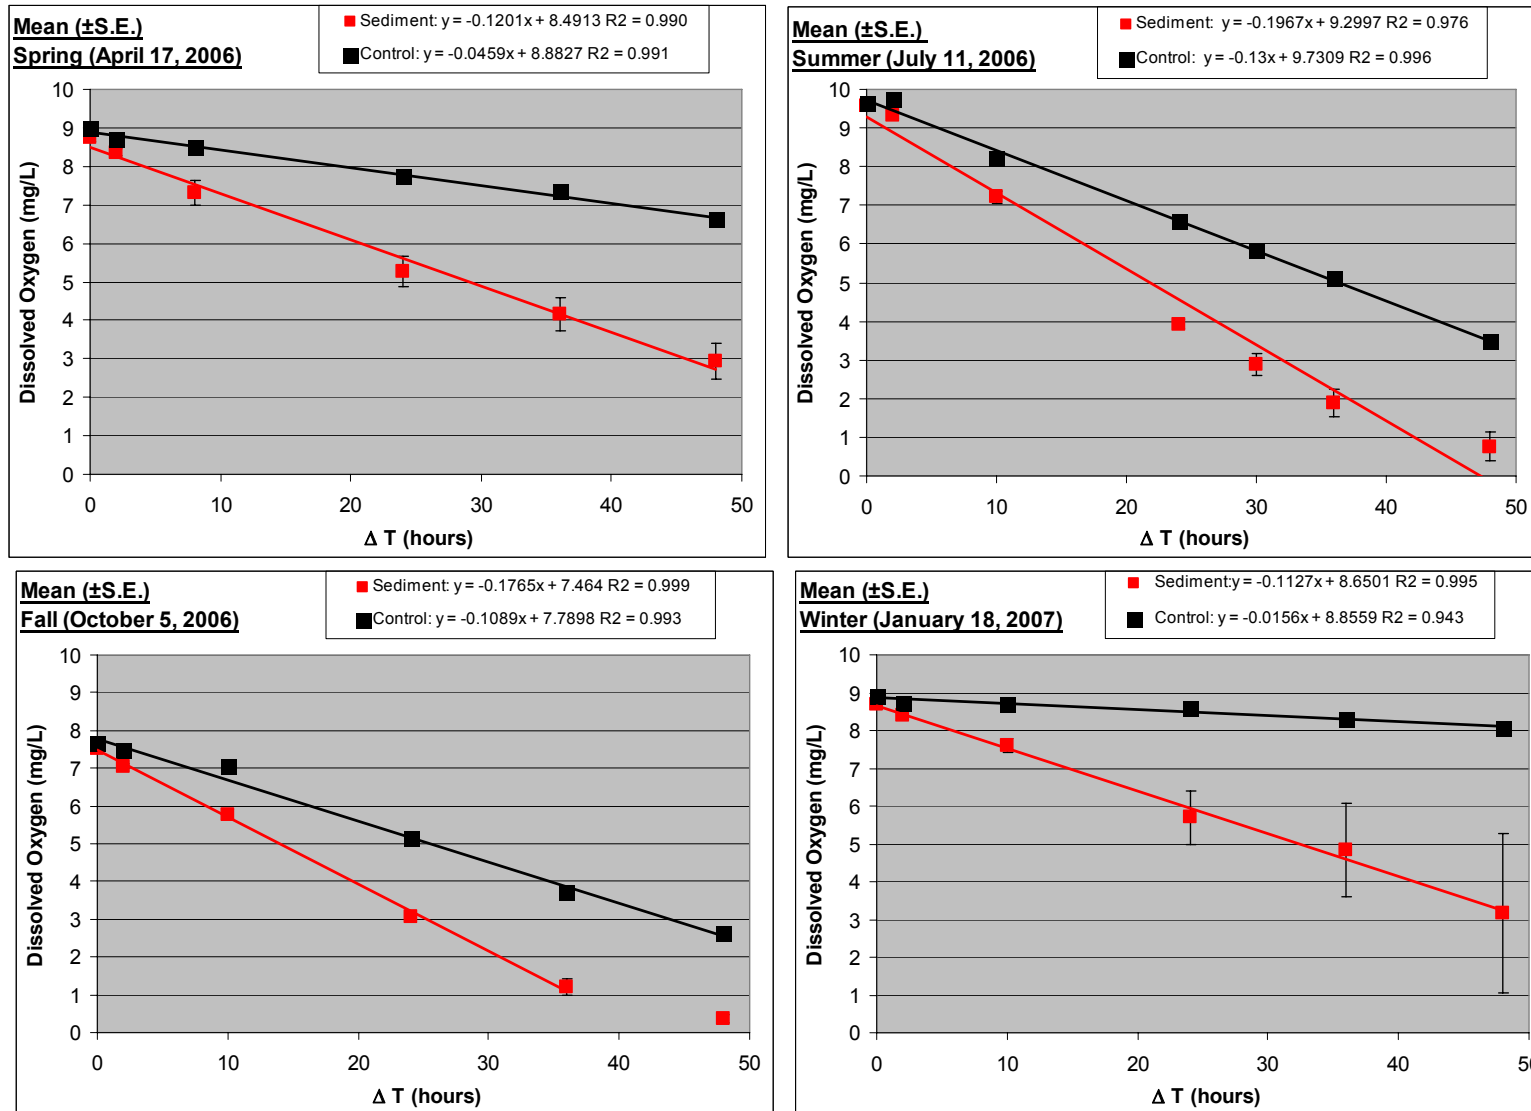 Mean (±S.E.)
Spring (April 17, 2006)
Sediment: y = -0.1201x + 8.4913 R2 = 0.990
Control: y = -0.0459x + 8.8827 R2 = 0.991
Dissolved Oxygen (mg/L)
10
9
8
7
6
5
4
3
2
1
0
0 10 20 30 40 50
Δ T (hours)
Mean (±S.E.)
Summer (July 11, 2006)
Sediment: y = -0.1967x + 9.2997 R2 = 0.976
Control: y = -0.13x + 9.7309 R2 = 0.996
Dissolved Oxygen (mg/L)
10
9
8
7
6
5
4
3
2
1
0
0 10 20 30 40 50
Δ T (hours)
Mean (±S.E.)
Fall (October 5, 2006)
Sediment: y = -0.1765x + 7.464 R2 = 0.999
Control: y = -0.1089x + 7.7898 R2 = 0.993
Dissolved Oxygen (mg/L)
10
9
8
7
6
5
4
3
2
1
0
0 10 20 30 40 50
Δ T (hours)
Mean (±S.E.)
Winter (January 18, 2007)
Sediment:y = -0.1127x + 8.6501 R2 = 0.995
Control: y = -0.0156x + 8.8559 R2 = 0.943
Dissolved Oxygen (mg/L)
10
9
8
7
6
5
4
3
2
1
0
0 10 20 30 40 50
Δ T (hours)